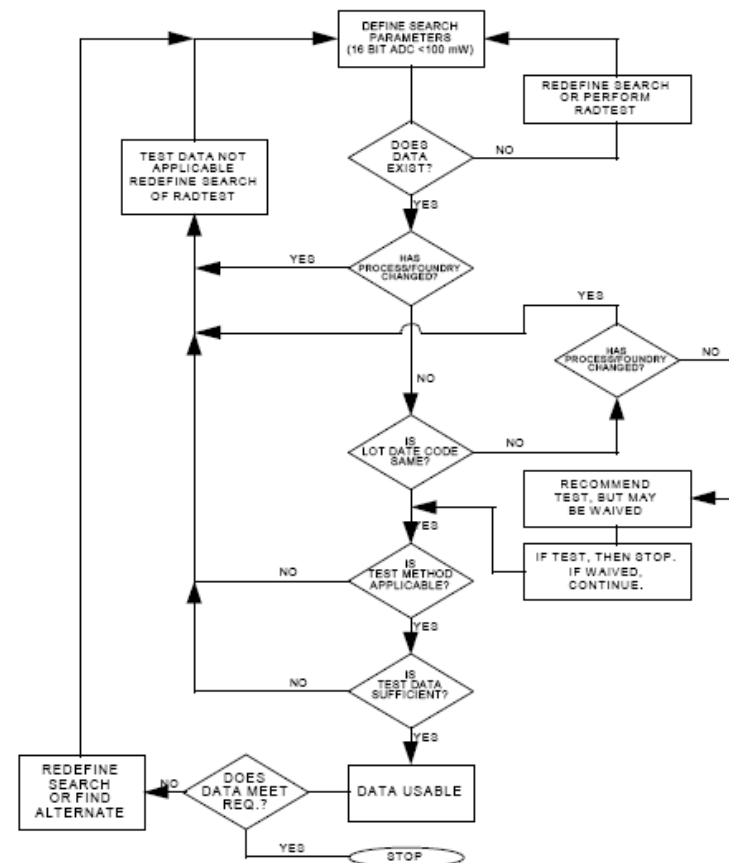 DEFINE SEARCH
PARAMETERS
(16 BIT ADC <100 mW)
REDEFINE SEARCH
OR PERFORM
RADTEST
TEST DATA NOT
APPLICABLE
REDEFINE SEARCH
OF RADTEST
DOES
DATA
EXIST?
NO
YES
HAS
PROCESS/FOUNDRY
CHANGED?
YES
NO
YES
HAS
PROCESS/FOUNDRY
CHANGED?
NO
IS
LOT DATE CODE
SAME?
NO
YES
RECOMMEND
TEST, BUT MAY
BE WAIVED
IF TEST, THEN STOP.
IF WAIVED,
CONTINUE.
IS
TEST METHOD
APPLICABLE?
NO
YES
IS
TEST DATA
SUFFICIENT?
NO
YES
DATA USABLE
DOES
DATA MEET
REQ.?
NO
YES
REDEFINE
SEARCH
OR FIND
ALTERNATE
STOP